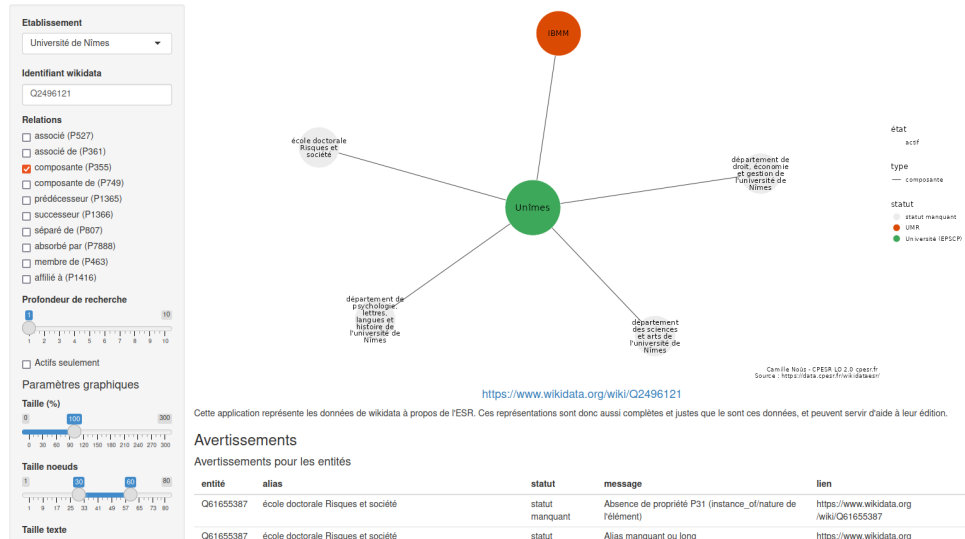 Etablissement
Université de Nîmes
Identifiant wikidata
Q2496121
Relations
associé (P527)
associé de (P361)
composante (P355)
composante de (P749)
prédécesseur (P1365)
successeur (P1366)
séparé de (P807)
absorbé par (P7888)
membre de (P463)
affilié à (P1416)
Profondeur de recherche
1 10
1 2 3 4 5 6 7 8 9 10
Actifs seulement
Paramètres graphiques
Taille (%)
0 100 300
0 30 60 90 120 150 180 210 240 270 300
Taille noeuds
1 30 60 80
1 9 17 25 33 41 49 57 65 73 80
Taille texte
IBMM
école doctorale
Risques et
société
département de
droit, économie
et gestion de
l'université de
Nîmes
Unîmes
département de
psychologie,
lettres,
langues et
histoire de
l'université de
Nîmes
département
des sciences
et arts de
l'université de
Nîmes
état
actif
type
composante
statut
statut manquant
UMR
Université (EPSCP)
Camille Noûs - CPESR LO 2.0 cpesr.fr
Source : https://data.cpesr.fr/wikidataesr/
https://www.wikidata.org/wiki/Q2496121
Cette application représente les données de wikidata à propos de l'ESR. Ces représentations sont donc aussi complètes et justes que le sont ces données, et peuvent servir d'aide à leur édition.
Avertissements
Avertissements pour les entités
entité alias statut message lien
Q61655387 école doctorale Risques et société statut Absence de propriété P31 (instance_of/nature de https://www.wikidata.org
manquant l'élément) /wiki/Q61655387
Q61655387 école doctorale Risques et société statut Alias manquant ou long https://www.wikidata.org